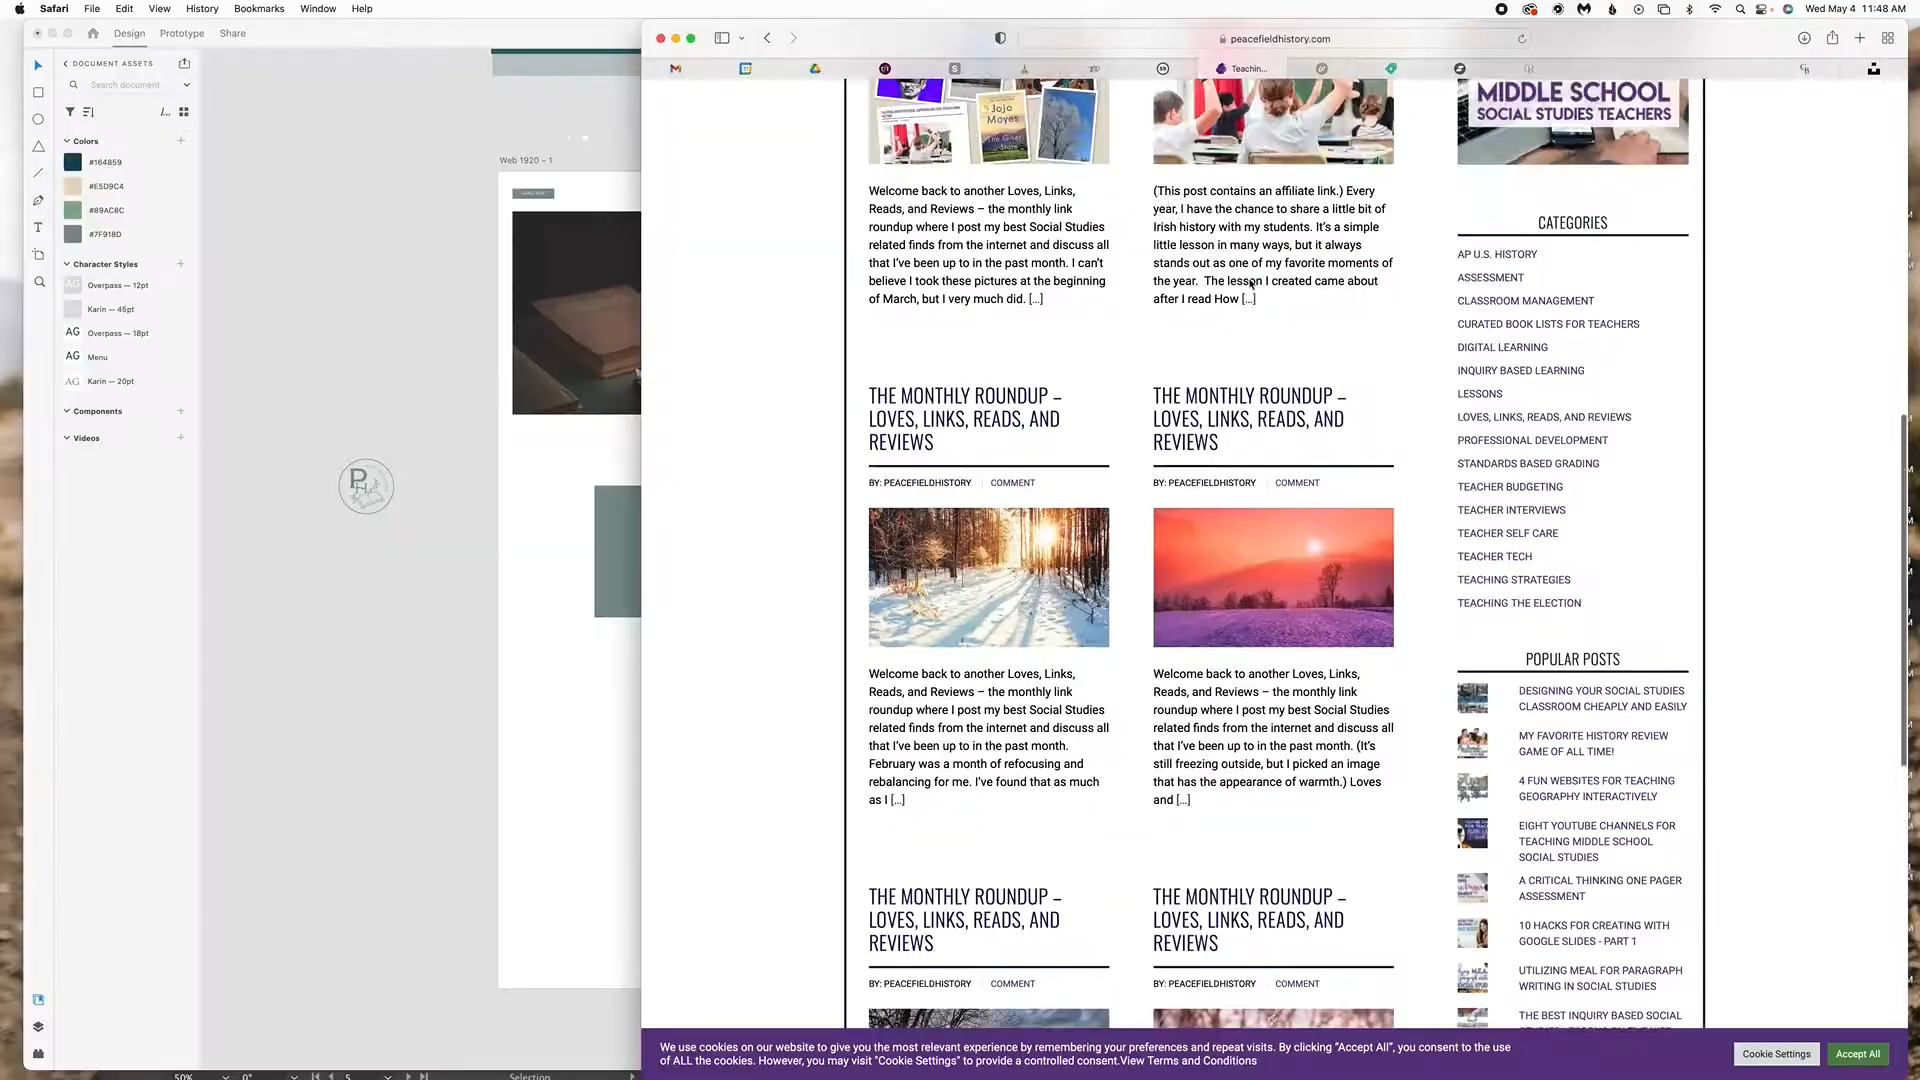 Safari File Edit View History Bookmarks Window Help
Wed May 4 11:48 AM
Design Prototype Share
peacefieldhistory.com
Teachin...
DOCUMENT ASSETS
Search document
Colors
#164859
#E5D9C4
#89AC8C
#7F918D
Character Styles
AG Overpass — 12pt
Karin — 45pt
AG Overpass — 18pt
AG Menu
AG Karin — 20pt
Components
Videos
Web 1920 – 1
PH
50%
0°
5
Selection
Jojo
Moyes
Welcome back to another Loves, Links,
Reads, and Reviews – the monthly link
roundup where I post my best Social Studies
related finds from the internet and discuss all
that I've been up to in the past month. I can't
believe I took these pictures at the beginning
of March, but I very much did. [...]
(This post contains an affiliate link.) Every
year, I have the chance to share a little bit of
Irish history with my students. It's a simple
little lesson in many ways, but it always
stands out as one of my favorite moments of
the year. The lesson I created came about
after I read How [...]
THE MONTHLY ROUNDUP –
LOVES, LINKS, READS, AND
REVIEWS
BY: PEACEFIELDHISTORY COMMENT
THE MONTHLY ROUNDUP –
LOVES, LINKS, READS, AND
REVIEWS
BY: PEACEFIELDHISTORY COMMENT
Welcome back to another Loves, Links,
Reads, and Reviews – the monthly link
roundup where I post my best Social Studies
related finds from the internet and discuss all
that I've been up to in the past month.
February was a month of refocusing and
rebalancing for me. I've found that as much
as I [...]
Welcome back to another Loves, Links,
Reads, and Reviews – the monthly link
roundup where I post my best Social Studies
related finds from the internet and discuss all
that I've been up to in the past month. (It's
still freezing outside, but I picked an image
that has the appearance of warmth.) Loves
and [...]
THE MONTHLY ROUNDUP –
LOVES, LINKS, READS, AND
REVIEWS
BY: PEACEFIELDHISTORY COMMENT
THE MONTHLY ROUNDUP –
LOVES, LINKS, READS, AND
REVIEWS
BY: PEACEFIELDHISTORY COMMENT
MIDDLE SCHOOL
SOCIAL STUDIES TEACHERS
CATEGORIES
AP U.S. HISTORY
ASSESSMENT
CLASSROOM MANAGEMENT
CURATED BOOK LISTS FOR TEACHERS
DIGITAL LEARNING
INQUIRY BASED LEARNING
LESSONS
LOVES, LINKS, READS, AND REVIEWS
PROFESSIONAL DEVELOPMENT
STANDARDS BASED GRADING
TEACHER BUDGETING
TEACHER INTERVIEWS
TEACHER SELF CARE
TEACHER TECH
TEACHING STRATEGIES
TEACHING THE ELECTION
POPULAR POSTS
DESIGNING YOUR SOCIAL STUDIES
CLASSROOM CHEAPLY AND EASILY
MY FAVORITE HISTORY REVIEW
GAME OF ALL TIME!
4 FUN WEBSITES FOR TEACHING
GEOGRAPHY INTERACTIVELY
EIGHT YOUTUBE CHANNELS FOR
TEACHING MIDDLE SCHOOL
SOCIAL STUDIES
A CRITICAL THINKING ONE PAGER
ASSESSMENT
10 HACKS FOR CREATING WITH
GOOGLE SLIDES - PART 1
UTILIZING MEAL FOR PARAGRAPH
WRITING IN SOCIAL STUDIES
THE BEST INQUIRY BASED SOCIAL
We use cookies on our website to give you the most relevant experience by remembering your preferences and repeat visits. By clicking "Accept All", you consent to the use
of ALL the cookies. However, you may visit "Cookie Settings" to provide a controlled consent.View Terms and Conditions
Cookie Settings
Accept All